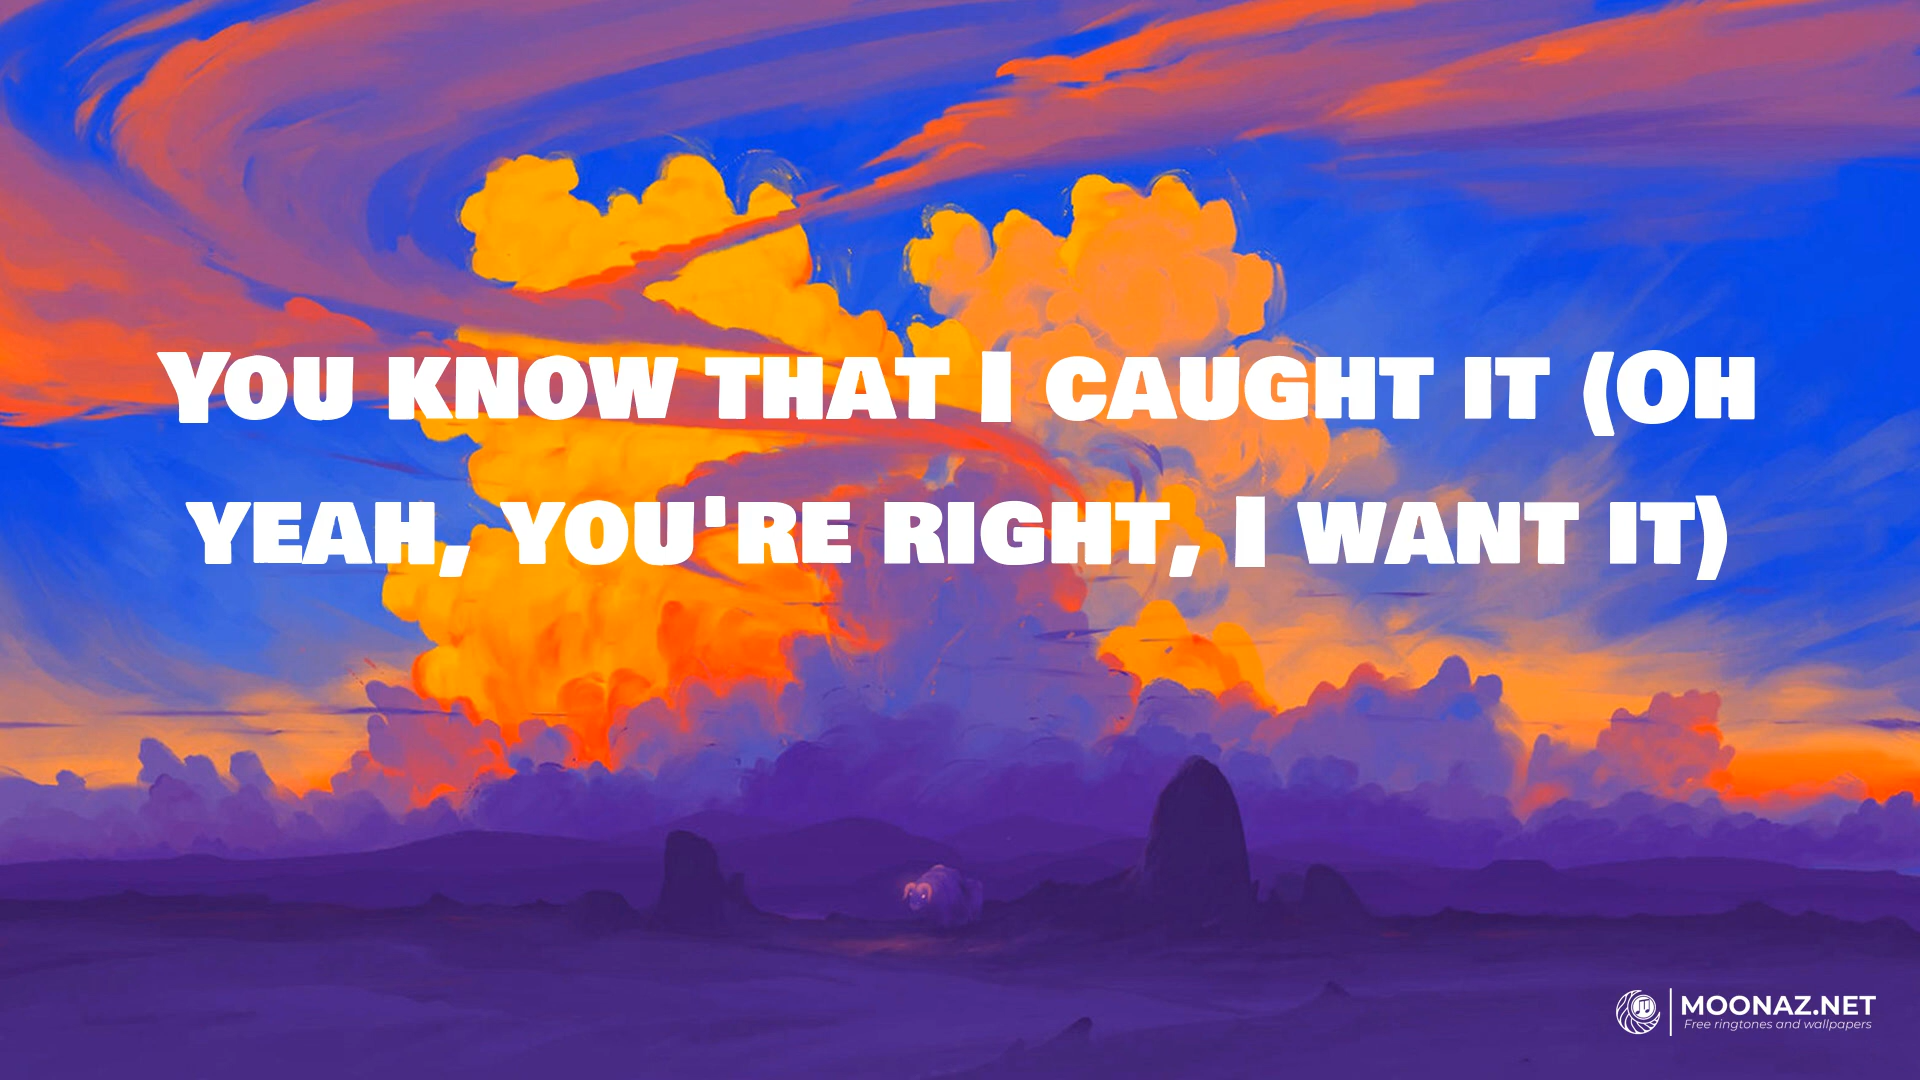 You know that I caught it (Oh
yeah, you're right, I want it)
MOONAZ.NET
Free ringtones and wallpapers